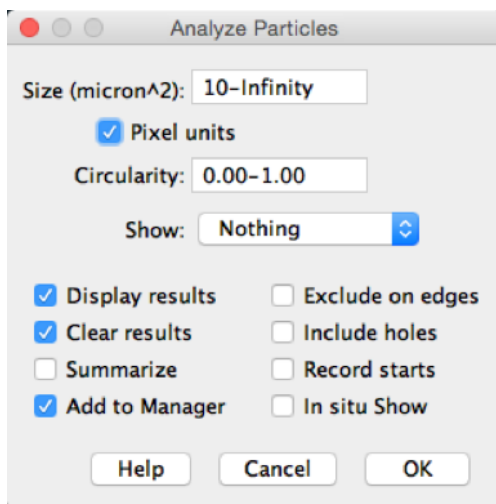 Analyze Particles
Size (micron^2): 10-Infinity
Pixel units
Circularity: 0.00-1.00
Show: Nothing
Display results Exclude on edges
Clear results Include holes
Summarize Record starts
Add to Manager In situ Show
Help Cancel OK